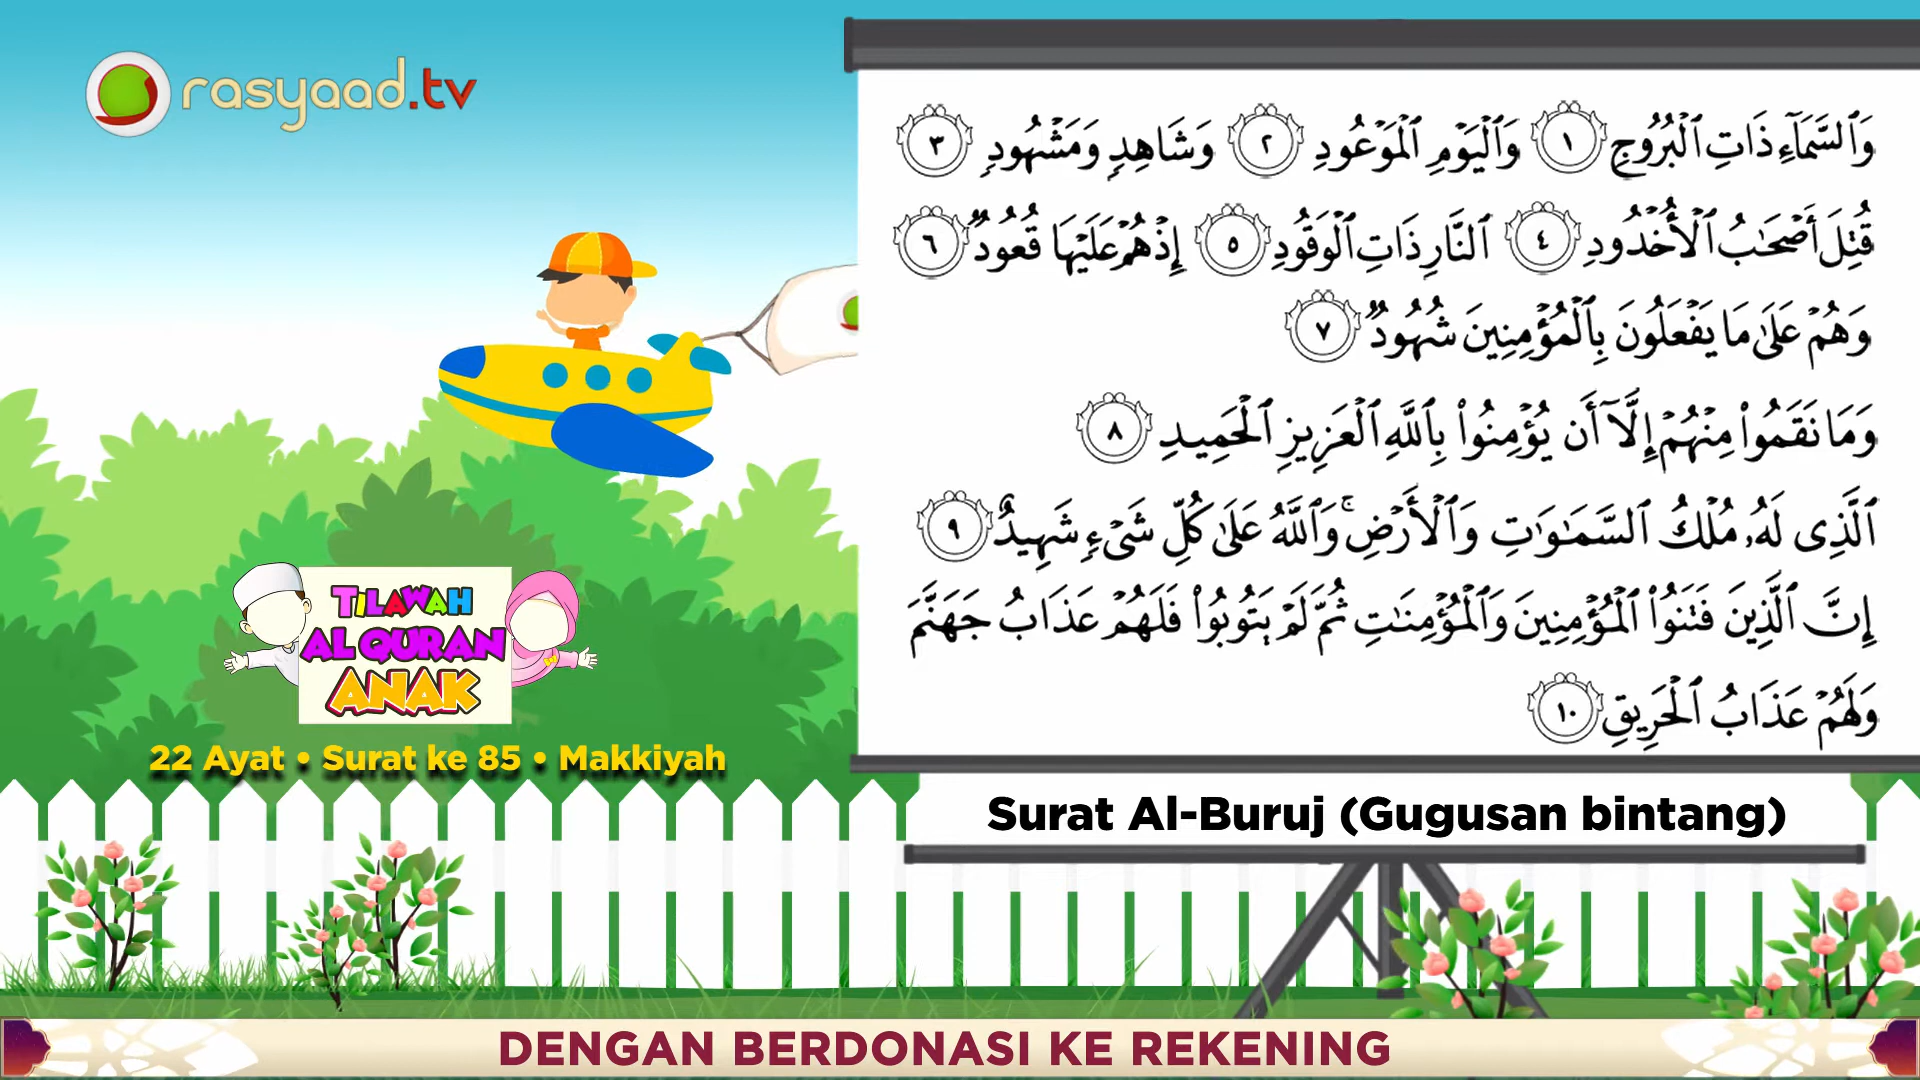 rasyaad.tv
وَٱلسَّمَآءِ ذَاتِ ٱلْبُرُوجِ ١ وَٱلْيَوْمِ ٱلْمَوْعُودِ ٢ وَشَاهِدٍ وَمَشْهُودٍ ٣
قُتِلَ أَصْحَٰبُ ٱلْأُخْدُودِ ٤ ٱلنَّارِ ذَاتِ ٱلْوَقُودِ ٥ إِذْ هُمْ عَلَيْهَا قُعُودٌ ٦
وَهُمْ عَلَىٰ مَا يَفْعَلُونَ بِٱلْمُؤْمِنِينَ شُهُودٌ ٧
وَمَا نَقَمُوا۟ مِنْهُمْ إِلَّآ أَن يُؤْمِنُوا۟ بِٱللَّهِ ٱلْعَزِيزِ ٱلْحَمِيدِ ٨
ٱلَّذِى لَهُۥ مُلْكُ ٱلسَّمَٰوَٰتِ وَٱلْأَرْضِ ۚ وَٱللَّهُ عَلَىٰ كُلِّ شَىْءٍ شَهِيدٌ ٩
إِنَّ ٱلَّذِينَ فَتَنُوا۟ ٱلْمُؤْمِنِينَ وَٱلْمُؤْمِنَٰتِ ثُمَّ لَمْ يَتُوبُوا۟ فَلَهُمْ عَذَابُ جَهَنَّمَ
وَلَهُمْ عَذَابُ ٱلْحَرِيقِ ١٠
TILAWAH
AL QURAN
ANAK
22 Ayat • Surat ke 85 • Makkiyah
Surat Al-Buruj (Gugusan bintang)
DENGAN BERDONASI KE REKENING